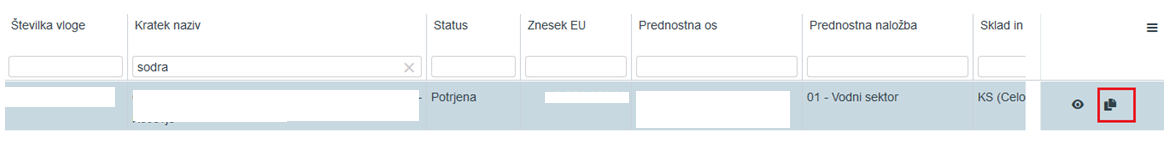 Številka vloge Kratek naziv Status Znesek EU Prednostna os Prednostna naložba Sklad in
sodra
Potrjena 01 - Vodni sektor KS (Celo